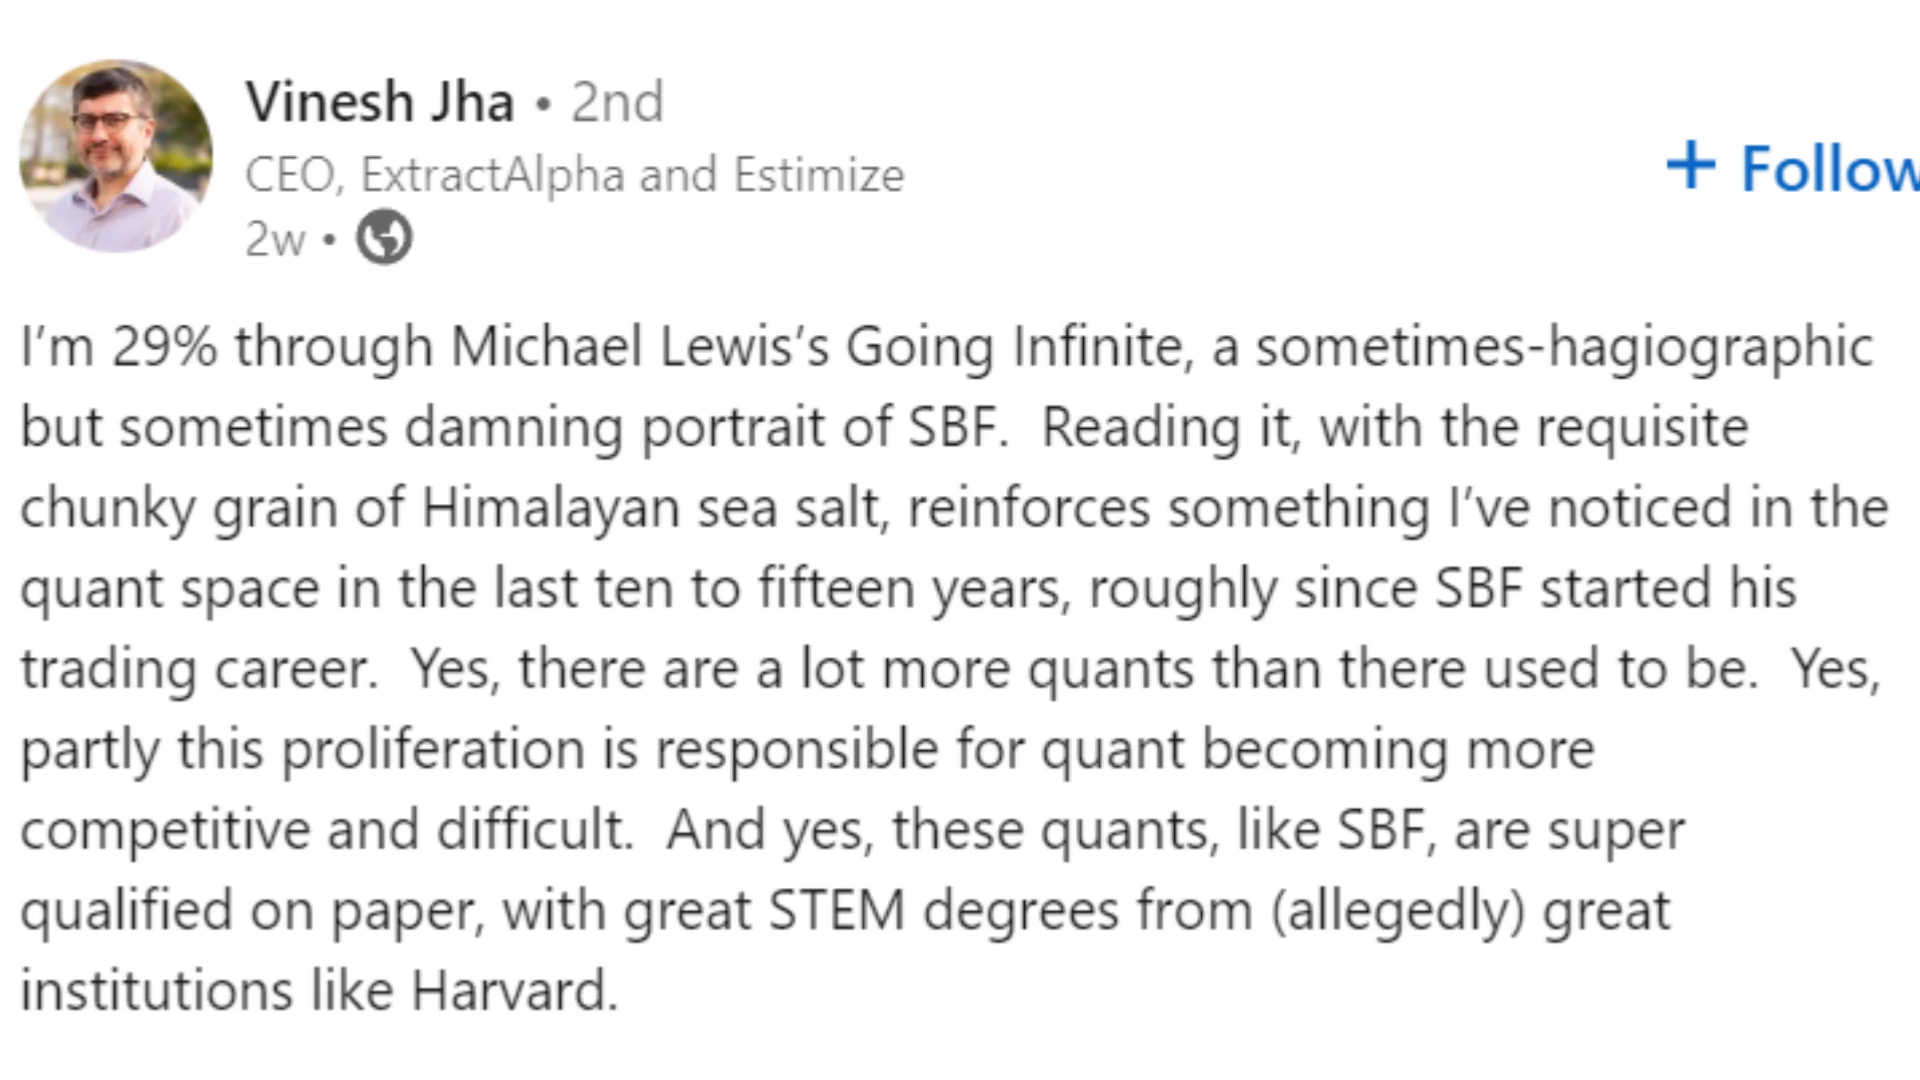 Vinesh Jha • 2nd
CEO, ExtractAlpha and Estimize
2w •
+ Follow
I’m 29% through Michael Lewis’s Going Infinite, a sometimes-hagiographic
but sometimes damning portrait of SBF.  Reading it, with the requisite
chunky grain of Himalayan sea salt, reinforces something I’ve noticed in the
quant space in the last ten to fifteen years, roughly since SBF started his
trading career.  Yes, there are a lot more quants than there used to be.  Yes,
partly this proliferation is responsible for quant becoming more
competitive and difficult.  And yes, these quants, like SBF, are super
qualified on paper, with great STEM degrees from (allegedly) great
institutions like Harvard.